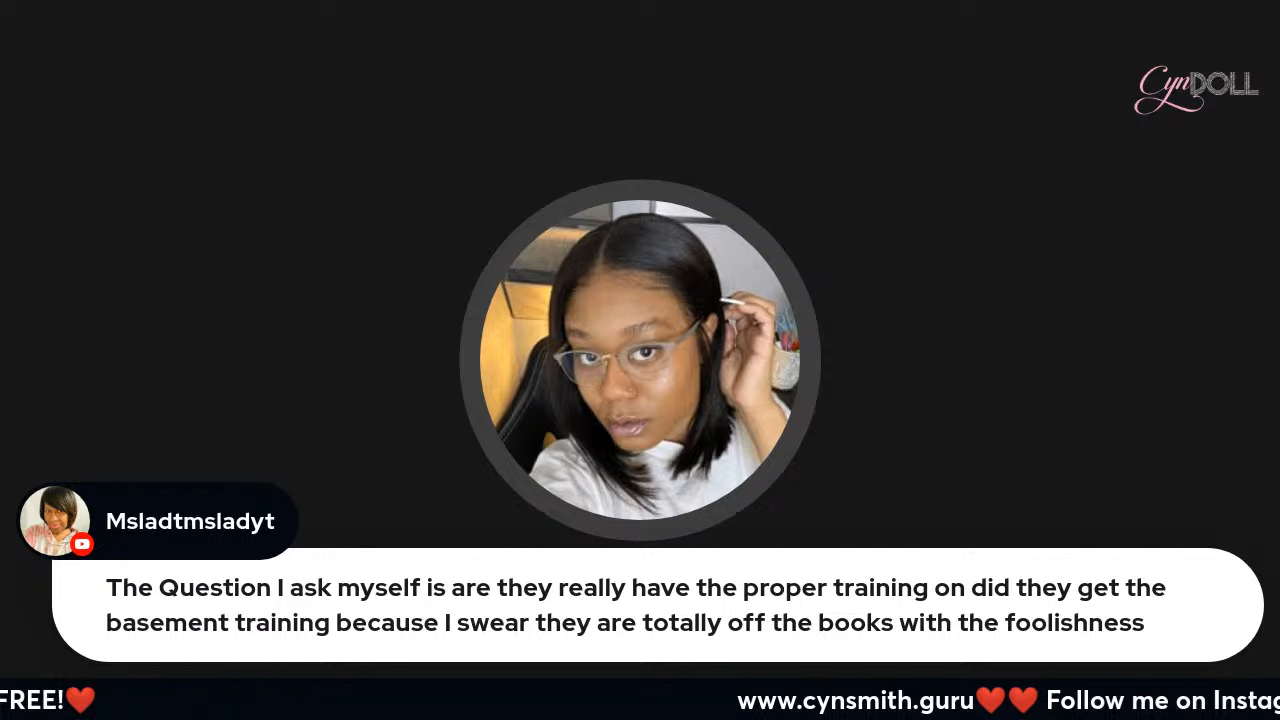 CynDOLL
Msladtmsladyt
The Question I ask myself is are they really have the proper training on did they get the
basement training because I swear they are totally off the books with the foolishness
FREE!❤️ www.cynsmith.guru❤️❤️ Follow me on Instag